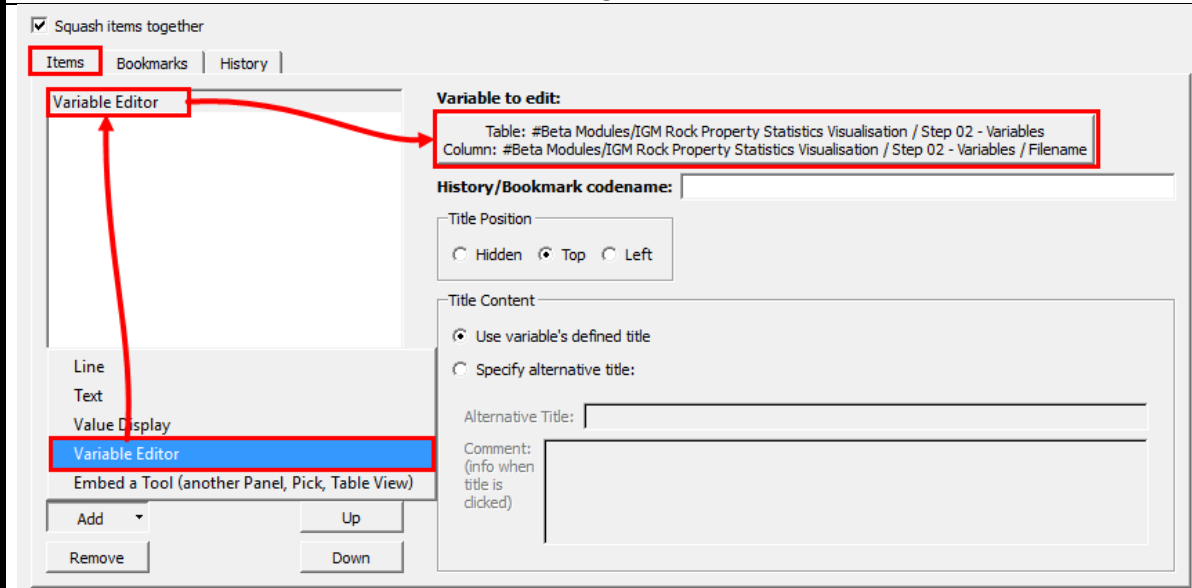 Squash items together
Items Bookmarks History
Variable Editor
Variable to edit:
Table: #Beta Modules/IGM Rock Property Statistics Visualisation / Step 02 - Variables
Column: #Beta Modules/IGM Rock Property Statistics Visualisation / Step 02 - Variables / Filename
History/Bookmark codename:
Title Position
Hidden Top Left
Title Content
Use variable's defined title
Specify alternative title:
Alternative Title:
Comment:
(info when
title is
clicked)
Line
Text
Value Display
Variable Editor
Embed a Tool (another Panel, Pick, Table View)
Add Up
Remove Down